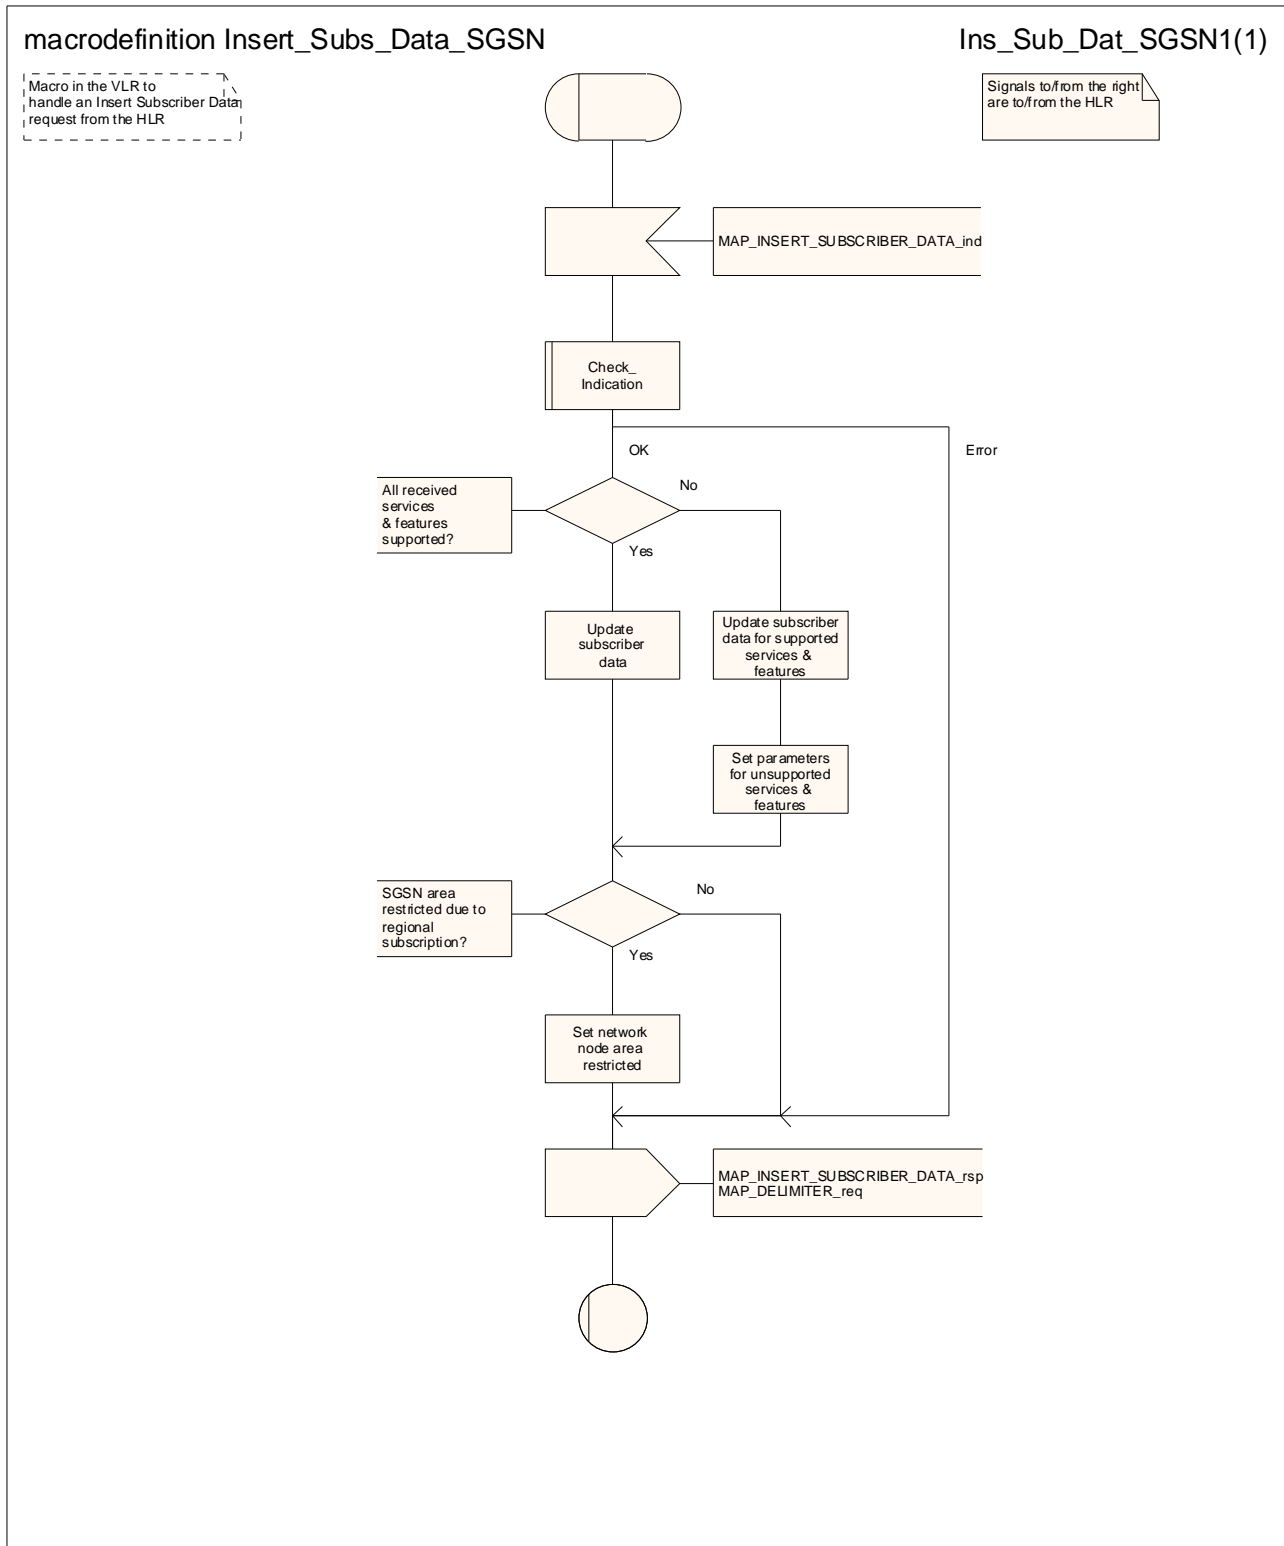 macrodefinition Insert_Subs_Data_SGSN
Ins_Sub_Dat_SGSN1(1)
Macro in the VLR to
handle an Insert Subscriber Data
request from the HLR
Signals to/from the right
are to/from the HLR
MAP_INSERT_SUBSCRIBER_DATA_ind
Check_
Indication
OK
Error
All received
services
& features
supported?
No
Yes
Update
subscriber
data
Update subscriber
data for supported
services &
features
Set parameters
for unsupported
services &
features
SGSN area
restricted due to
regional
subscription?
No
Yes
Set network
node area
restricted
MAP_INSERT_SUBSCRIBER_DATA_rsp
MAP_DELIMITER_req